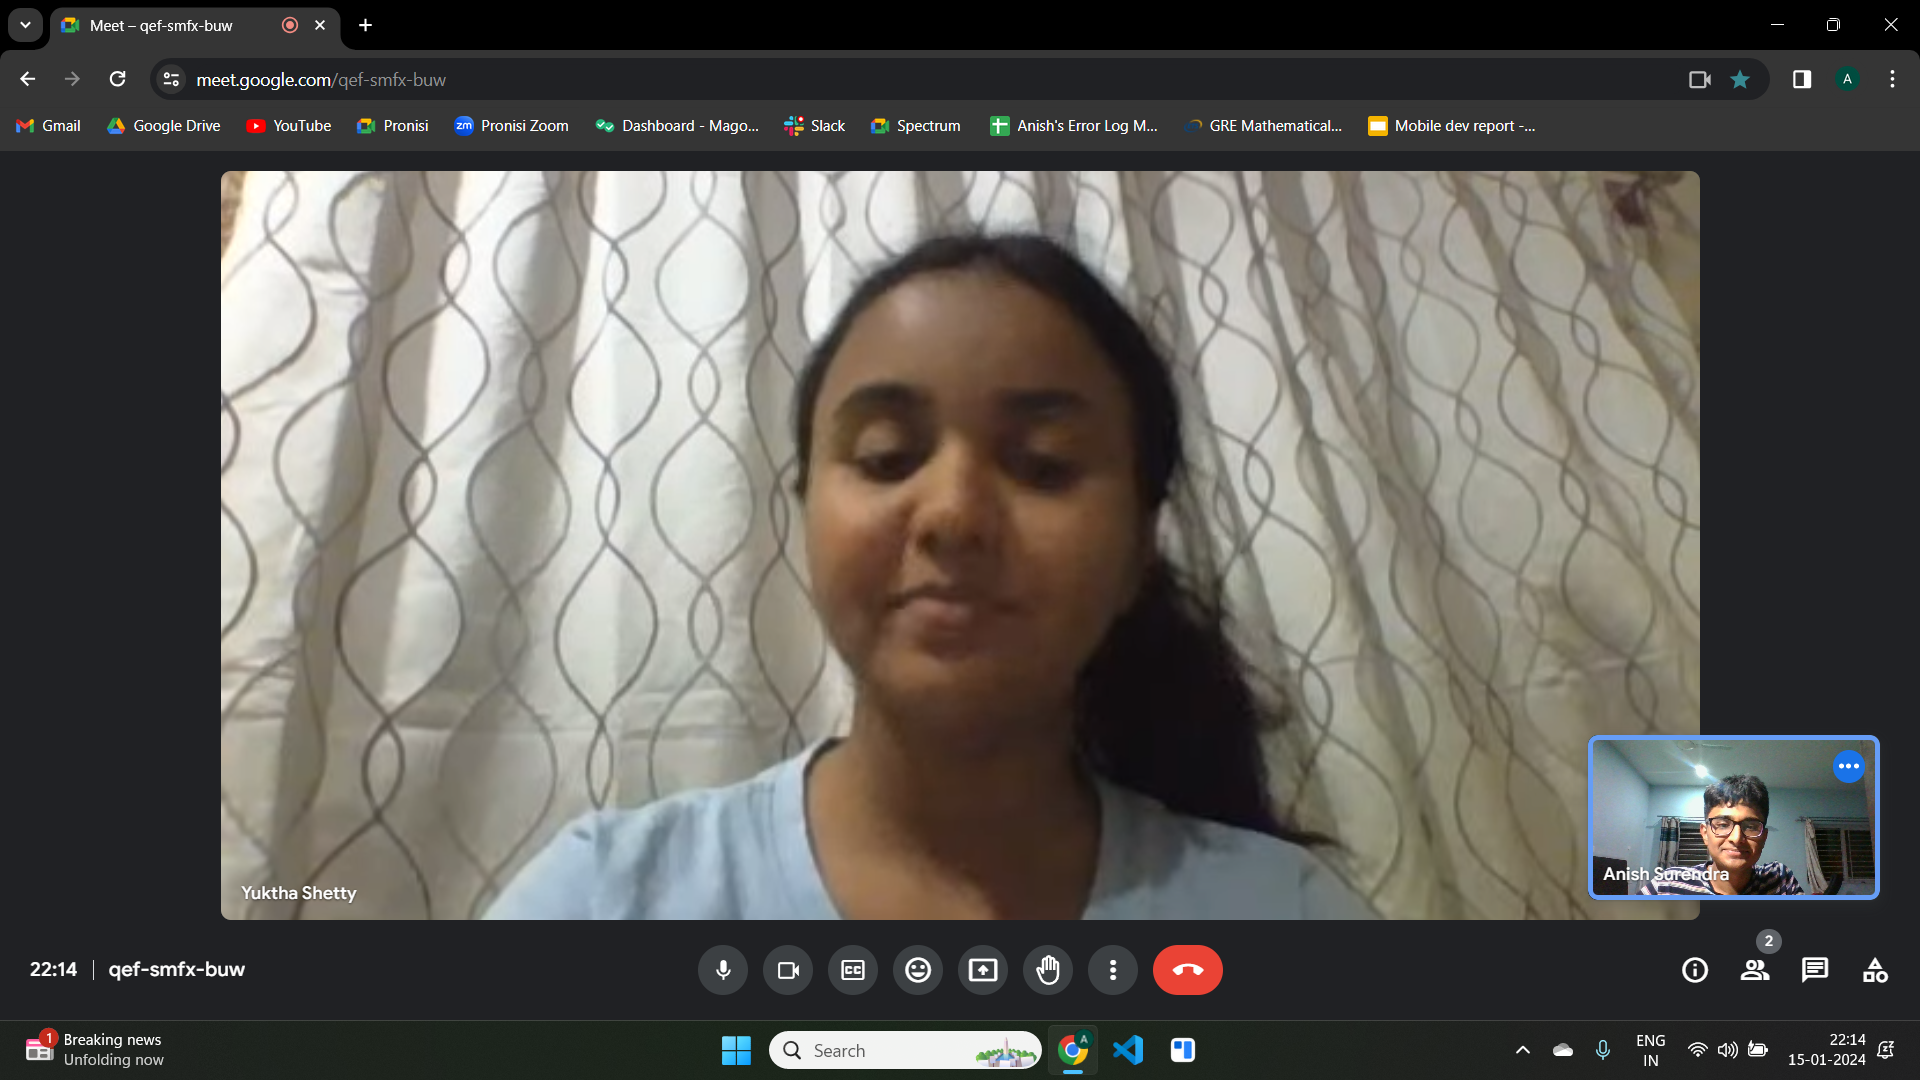 Meet – qef-smfx-buw
meet.google.com/qef-smfx-buw
A
Gmail
Google Drive
YouTube
Pronisi
zm
Pronisi Zoom
Dashboard - Mago...
Slack
Spectrum
Anish's Error Log M...
GRE Mathematical...
Mobile dev report -...
Yuktha Shetty
Anish Surendra
22:14
qef-smfx-buw
CC
2
1
Breaking news
Unfolding now
Search
A
ENG
IN
22:14
15-01-2024